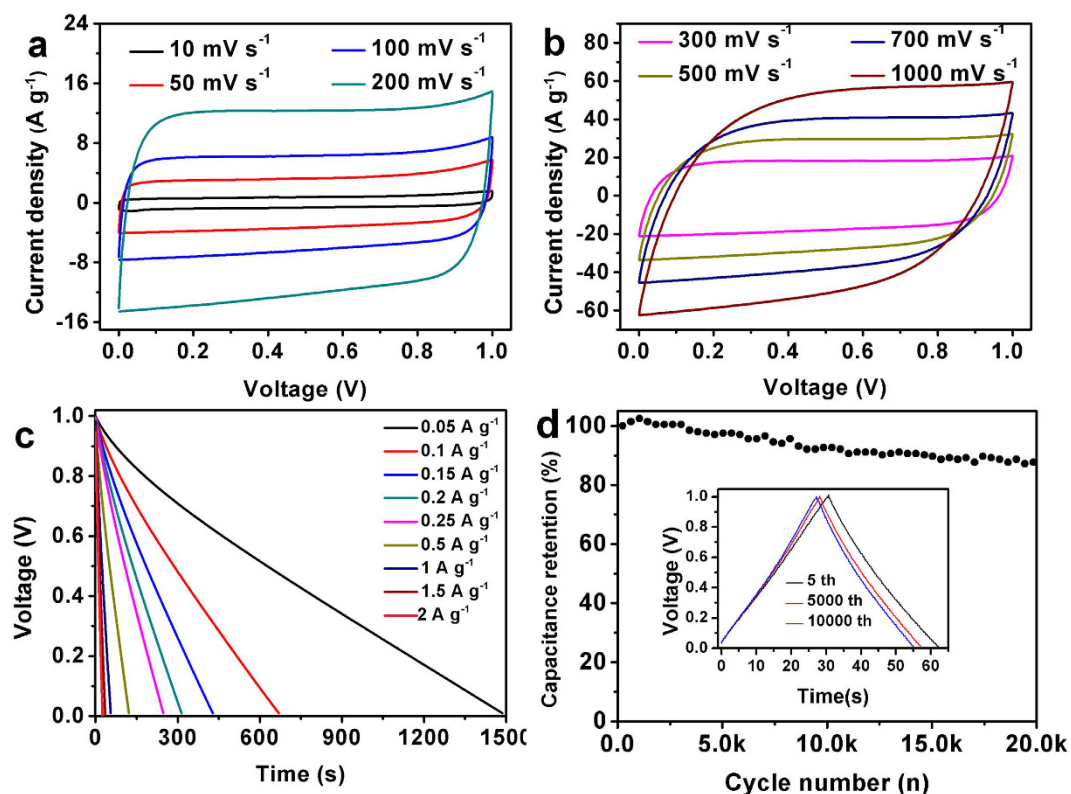 a
10 mV s⁻¹
100 mV s⁻¹
50 mV s⁻¹
200 mV s⁻¹
24
16
8
0
-8
-16
Current density (A g⁻¹)
0.0 0.2 0.4 0.6 0.8 1.0
Voltage (V)
b
300 mV s⁻¹
700 mV s⁻¹
500 mV s⁻¹
1000 mV s⁻¹
80
60
40
20
0
-20
-40
-60
Current density (A g⁻¹)
0.0 0.2 0.4 0.6 0.8 1.0
Voltage (V)
c
0.05 A g⁻¹
0.1 A g⁻¹
0.15 A g⁻¹
0.2 A g⁻¹
0.25 A g⁻¹
0.5 A g⁻¹
1 A g⁻¹
1.5 A g⁻¹
2 A g⁻¹
1.0
0.8
0.6
0.4
0.2
0.0
Voltage (V)
0 300 600 900 1200 1500
Time (s)
d
100
80
60
40
20
0
Capacitance retention (%)
1.0
0.8
0.6
0.4
0.2
0.0
Voltage (V)
5 th
5000 th
10000 th
0 10 20 30 40 50 60
Time(s)
5.0k 10.0k 15.0k 20.0k
Cycle number (n)